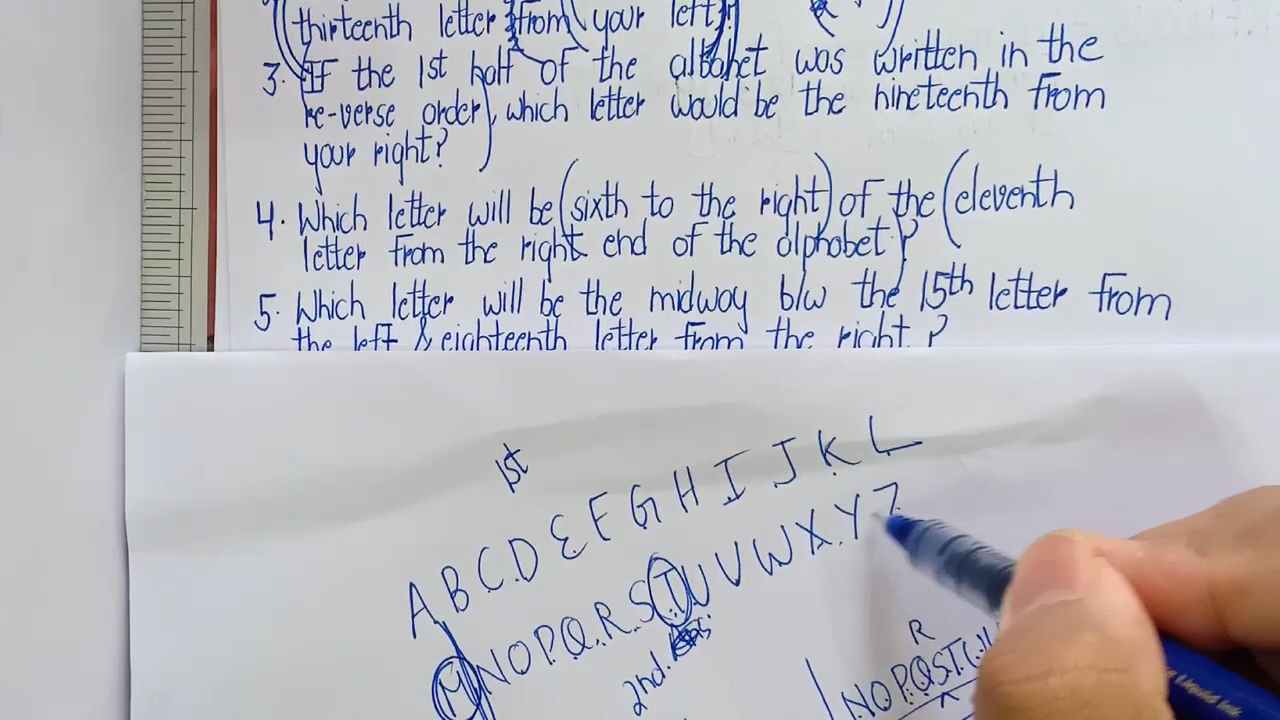 thirteenth letter from your left?
3. If the 1st half of the albahet was written in the
re-verse order, which letter would be the nineteenth from
your right?
4. Which letter will be (sixth to the right) of the (eleventh
letter from the right end of the alphobet?
5. Which letter will be the midway b/w the 15th letter from
the left & eighteenth letter from the right ?
1st
A B C D E F G H I J K L
M N O P Q R S T U V W X Y Z
2nd
R
N O P Q S T U